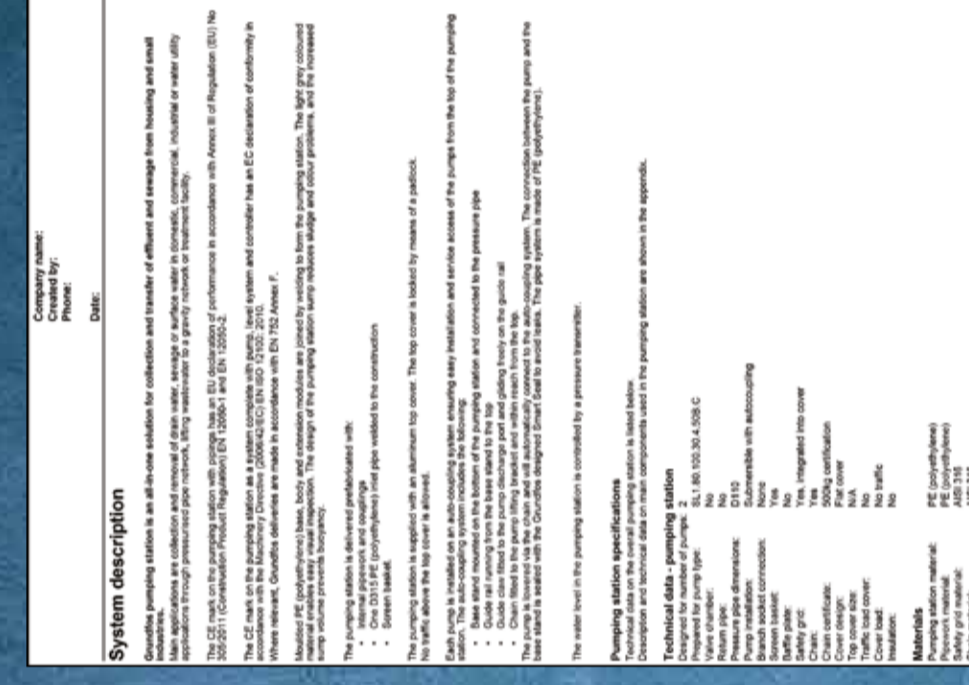 Company name:
Created by:
Phone:
Date:
System description
Grundfos pumping station is an all-in-one solution for collection and transfer of effluent and sewage from housing and small
industries.
Main applications are collection and removal of drain water, sewage or surface water in domestic, commercial, industrial or water utility
applications through pressurised pipe network, lifting wastewater to a gravity network or treatment facility.
The CE mark on the pumping station with pipings has an EU declaration of performance in accordance with Annex III of Regulation (EU) No
305/2011 (Construction Product Regulation) EN 12050-1 and EN 12050-2.
The CE mark on the pumping station as a system complete with pump, level system and controller has an EC declaration of conformity in
accordance with the Machinery Directive (2006/42/EC) EN ISO 12100: 2010.
Where relevant, Grundfos deliveries are made in accordance with EN 752 Annex F.
Moulded PE (polyethylene) base, body and extension modules are joined by welding to form the pumping station. The light grey coloured
material enables easy visual inspection. The design of the pumping station sump reduces sludge and odour problems, and the increased
sump volume prevents buoyancy.
The pumping station is delivered prefabricated with:
• Internal pipework and couplings
• One D315 PE (polyethylene) inlet pipe welded to the construction
• Screen basket.
The pumping station is supplied with an aluminium top cover. The top cover is locked by means of a padlock.
No traffic above the top cover is allowed.
Each pump is installed on an auto-coupling system ensuring easy installation and service access of the pumps from the top of the pumping
station. The auto-coupling system includes the following:
• Base stand mounted on the bottom of the pumping station and connected to the pressure pipe
• Guide rail running from the base stand to the top
• Guide claw fitted to the pump discharge port and gliding freely on the guide rail
• Chain fitted to the pump lifting bracket and within reach from the top.
The pump is lowered via the chain and will automatically connect to the auto-coupling system. The connection between the pump and the
base stand is sealed with the Grundfos designed Smart Seal to avoid leaks. The pipe system is made of PE (polyethylene).
The water level in the pumping station is controlled by a pressure transmitter.
Pumping station specifications
Technical data on the overall pumping station is listed below.
Description and technical data on main components used in the pumping station are shown in the appendix.
Technical data - pumping station
Designed for number of pumps: 2
Prepared for pump type: SL1.80.100.30.4.50B.C
Valve chamber: No
Return pipe: No
Pressure pipe dimensions: D110
Pump installation: Submersible with autocoupling
Branch socket connection: None
Screen basket: Yes
Baffle plate: No
Safety grid: Yes, integrated into cover
Chain: Yes
Chain certificate: 500kg certification
Cover design: Flat cover
Top cover size: N/A
Traffic load cover: No
Cover load: No traffic
Insulation: No
Materials
Pumping station material: PE (polyethylene)
Pipework material: PE (polyethylene)
Safety grid material: AISI 316